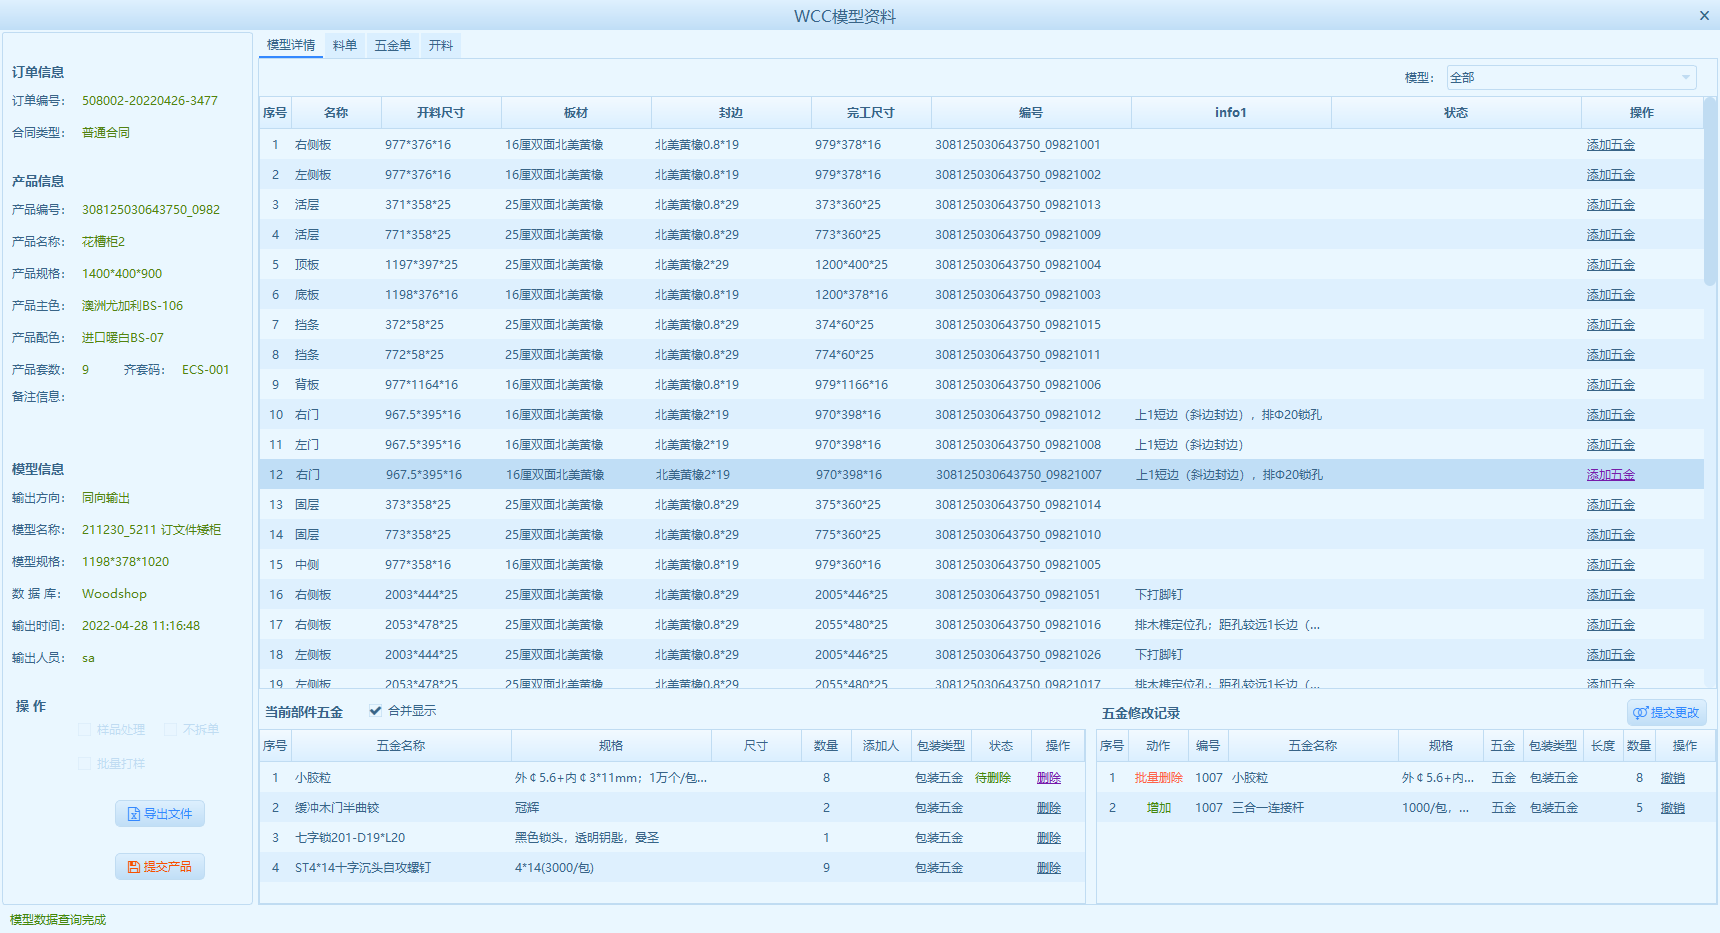 WCC模型资料
订单信息
订单编号： 508002-20220426-3477
合同类型： 普通合同
产品信息
产品编号： 308125030643750_0982
产品名称： 花槽柜2
产品规格： 1400*400*900
产品主色： 澳洲尤加利BS-106
产品配色： 进口暖白BS-07
产品套数： 9 齐套码： ECS-001
备注信息：
模型信息
输出方向： 同向输出
模型名称： 211230_5211 订文件矮柜
模型规格： 1198*378*1020
数 据 库： Woodshop
输出时间： 2022-04-28 11:16:48
输出人员： sa
操 作
样品处理 不拆单
批量打样
导出文件
提交产品
模型数据查询完成
模型详情 料单 五金单 开料
模型： 全部
序号 名称 开料尺寸 板材 封边 完工尺寸 编号 info1 状态 操作
1 右侧板 977*376*16 16厘双面北美黄橡 北美黄橡0.8*19 979*378*16 308125030643750_09821001 添加五金
2 左侧板 977*376*16 16厘双面北美黄橡 北美黄橡0.8*19 979*378*16 308125030643750_09821002 添加五金
3 活层 371*358*25 25厘双面北美黄橡 北美黄橡0.8*29 373*360*25 308125030643750_09821013 添加五金
4 活层 771*358*25 25厘双面北美黄橡 北美黄橡0.8*29 773*360*25 308125030643750_09821009 添加五金
5 顶板 1197*397*25 25厘双面北美黄橡 北美黄橡2*29 1200*400*25 308125030643750_09821004 添加五金
6 底板 1198*376*16 16厘双面北美黄橡 北美黄橡0.8*19 1200*378*16 308125030643750_09821003 添加五金
7 挡条 372*58*25 25厘双面北美黄橡 北美黄橡0.8*29 374*60*25 308125030643750_09821015 添加五金
8 挡条 772*58*25 25厘双面北美黄橡 北美黄橡0.8*29 774*60*25 308125030643750_09821011 添加五金
9 背板 977*1164*16 16厘双面北美黄橡 北美黄橡0.8*19 979*1166*16 308125030643750_09821006 添加五金
10 右门 967.5*395*16 16厘双面北美黄橡 北美黄橡2*19 970*398*16 308125030643750_09821012 上1短边（斜边封边），排Φ20锁孔 添加五金
11 左门 967.5*395*16 16厘双面北美黄橡 北美黄橡2*19 970*398*16 308125030643750_09821008 上1短边（斜边封边） 添加五金
12 右门 967.5*395*16 16厘双面北美黄橡 北美黄橡2*19 970*398*16 308125030643750_09821007 上1短边（斜边封边），排Φ20锁孔 添加五金
13 固层 373*358*25 25厘双面北美黄橡 北美黄橡0.8*29 375*360*25 308125030643750_09821014 添加五金
14 固层 773*358*25 25厘双面北美黄橡 北美黄橡0.8*29 775*360*25 308125030643750_09821010 添加五金
15 中侧 977*358*16 16厘双面北美黄橡 北美黄橡0.8*19 979*360*16 308125030643750_09821005 添加五金
16 右侧板 2003*444*25 25厘双面北美黄橡 北美黄橡0.8*29 2005*446*25 308125030643750_09821051 下打脚钉 添加五金
17 右侧板 2053*478*25 25厘双面北美黄橡 北美黄橡0.8*29 2055*480*25 308125030643750_09821016 排木榫定位孔；距孔较远1长边（... 添加五金
18 左侧板 2003*444*25 25厘双面北美黄橡 北美黄橡0.8*29 2005*446*25 308125030643750_09821026 下打脚钉 添加五金
19 左侧板 2053*478*25 25厘双面北美黄橡 北美黄橡0.8*29 2055*480*25 308125030643750_09821017 排木榫定位孔；距孔较远1长边（... 添加五金
当前部件五金 合并显示
序号 五金名称 规格 尺寸 数量 添加人 包装类型 状态 操作
1 小胶粒 外￠5.6+内￠3*11mm；1万个/包... 8 包装五金 待删除 删除
2 缓冲木门半曲铰 冠辉 2 包装五金 删除
3 七字锁201-D19*L20 黑色锁头，透明钥匙，曼圣 1 包装五金 删除
4 ST4*14十字沉头自攻螺钉 4*14(3000/包) 9 包装五金 删除
五金修改记录 提交更改
序号 动作 编号 五金名称 规格 五金 包装类型 长度 数量 操作
1 批量删除 1007 小胶粒 外￠5.6+内... 五金 包装五金 8 撤销
2 增加 1007 三合一连接杆 1000/包，... 五金 包装五金 5 撤销